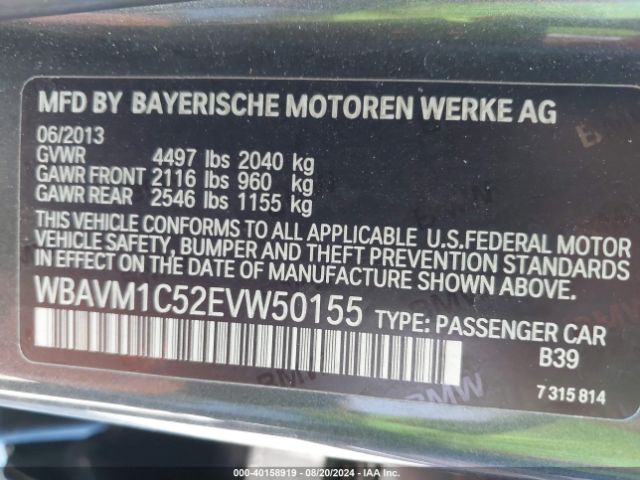 MFD BY BAYERISCHE MOTOREN WERKE AG
06/2013
GVWR 4497 lbs 2040 kg
GAWR FRONT 2116 lbs 960 kg
GAWR REAR 2546 lbs 1155 kg
THIS VEHICLE CONFORMS TO ALL APPLICABLE U.S.FEDERAL MOTOR
VEHICLE SAFETY, BUMPER AND THEFT PREVENTION STANDARDS
IN EFFECT ON THE DATE OF MANUFACTURE SHOWN ABOVE.
WBAVM1C52EVW50155 TYPE: PASSENGER CAR
B39
7 315 814
BMW
BMW
000-40158919 - 08/20/2024 - IAA Inc.